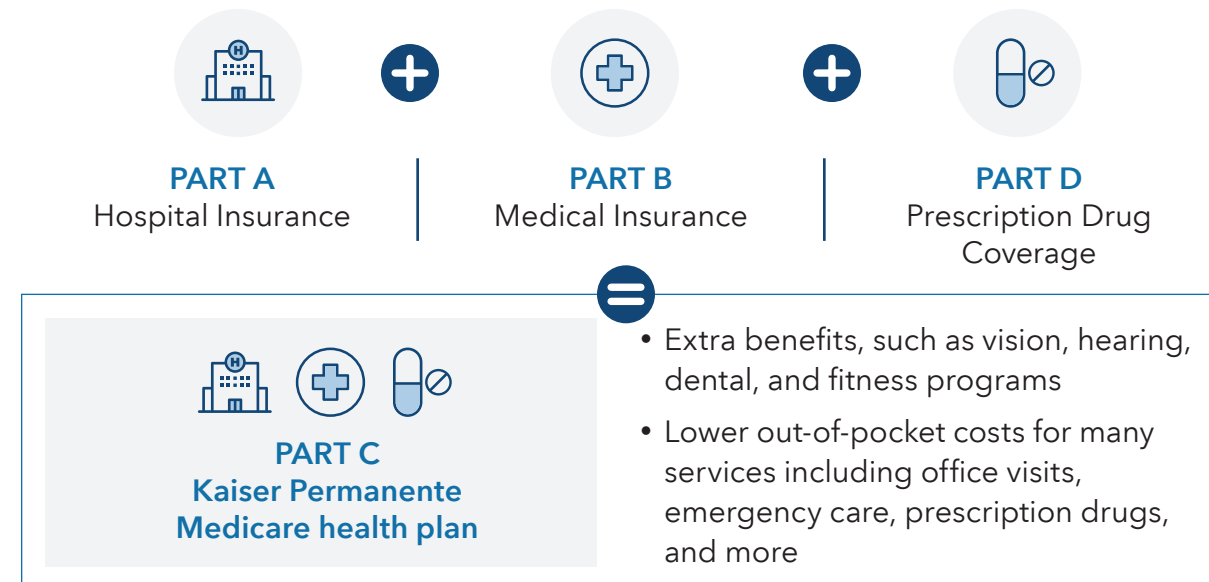 PART A
Hospital Insurance
PART B
Medical Insurance
PART D
Prescription Drug
Coverage
H
PART C
Kaiser Permanente
Medicare health plan
• Extra benefits, such as vision, hearing,
dental, and fitness programs
• Lower out-of-pocket costs for many
services including office visits,
emergency care, prescription drugs,
and more